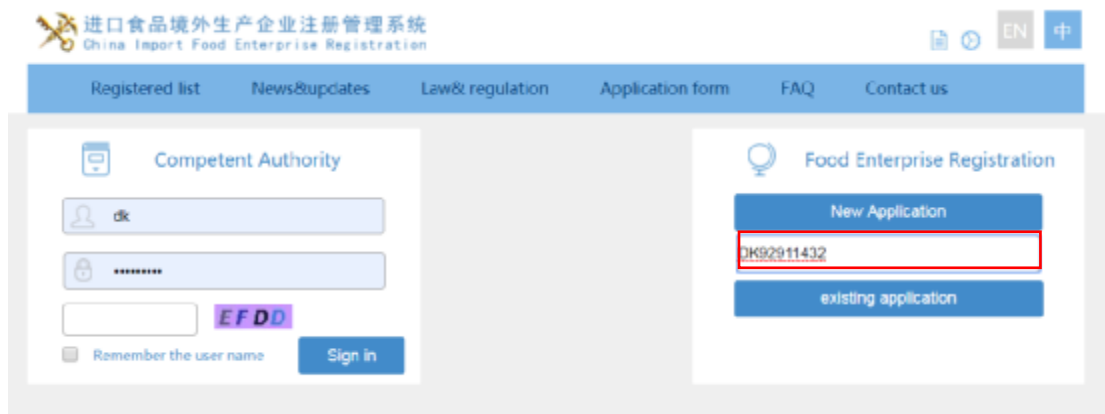 进口食品境外生产企业注册管理系统
China Import Food Enterprise Registration
EN 中
Registered list News&updates Law& regulation Application form FAQ Contact us
Competent Authority
dk
•••••••••
EFDD
Remember the user name Sign in
Food Enterprise Registration
New Application
DK92911432
existing application